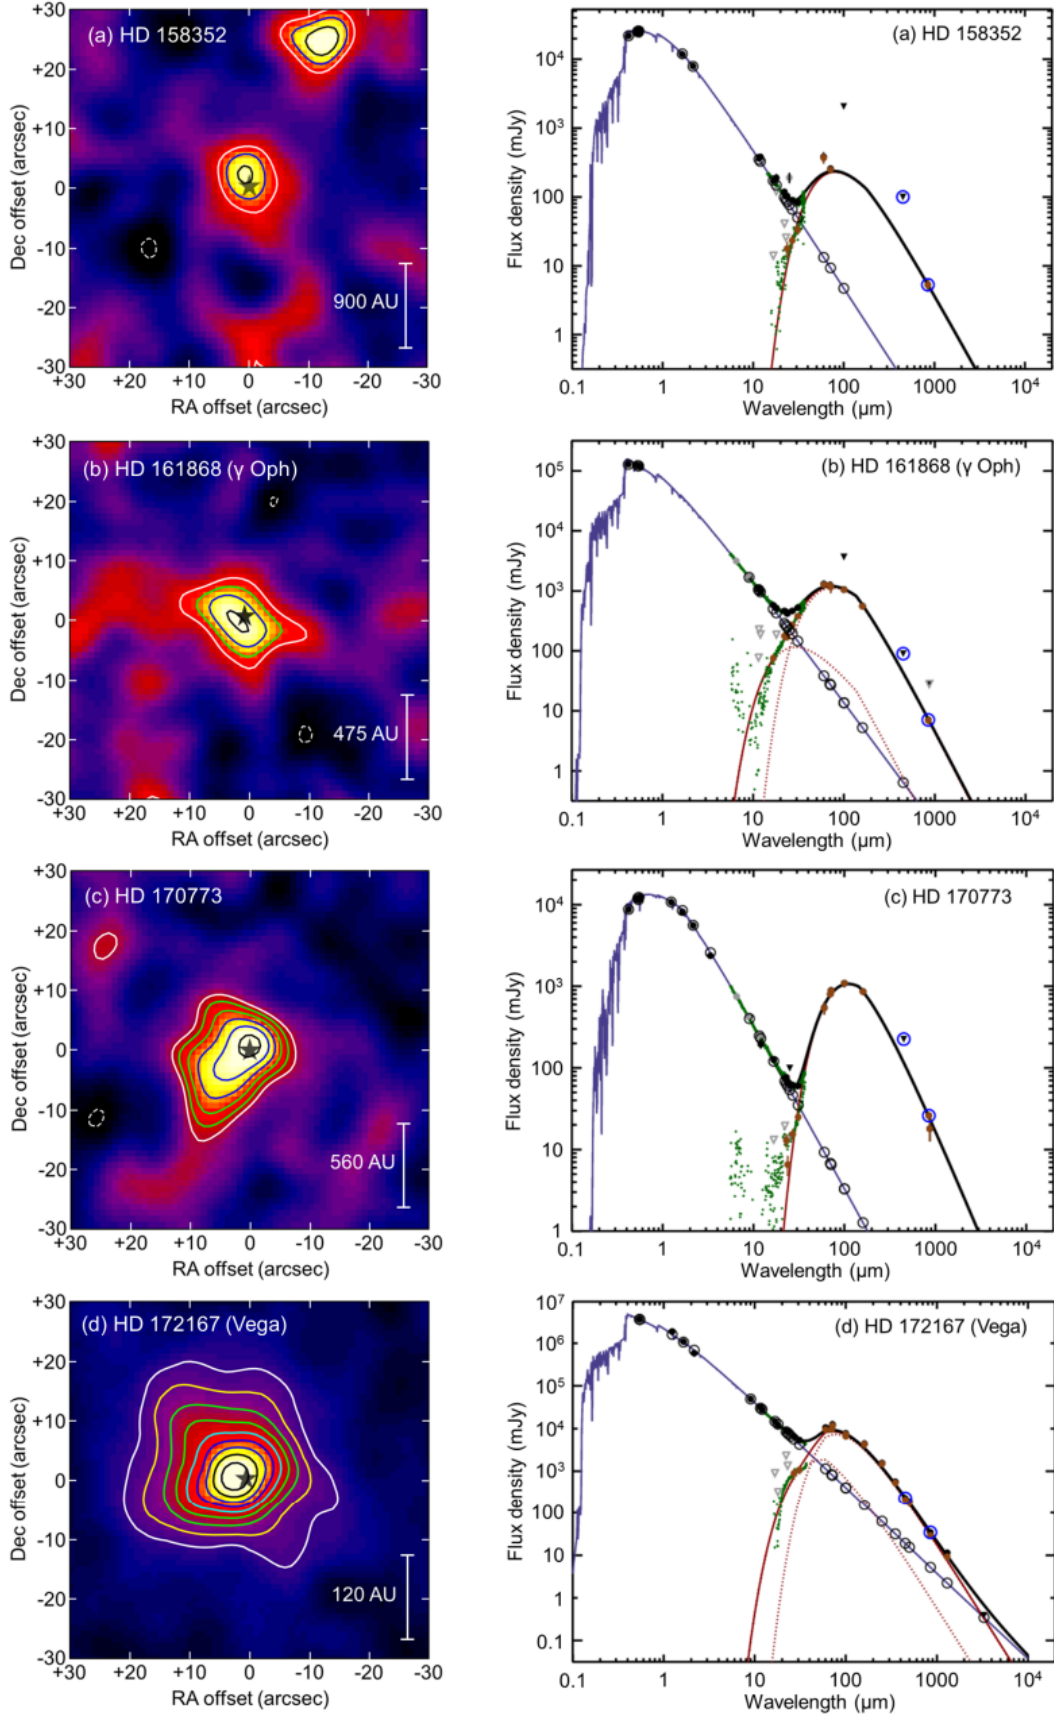 (a) HD 158352
Dec offset (arcsec)
+30
+20
+10
0
-10
-20
-30
900 AU
+30 +20 +10 0 -10 -20 -30
RA offset (arcsec)
(a) HD 158352
Flux density (mJy)
10⁴
10³
100
10
1
0.1 1 10 100 1000 10⁴
Wavelength (µm)
(b) HD 161868 (γ Oph)
Dec offset (arcsec)
+30
+20
+10
0
-10
-20
-30
475 AU
+30 +20 +10 0 -10 -20 -30
RA offset (arcsec)
(b) HD 161868 (γ Oph)
Flux density (mJy)
10⁵
10⁴
10³
100
10
1
0.1 1 10 100 1000 10⁴
Wavelength (µm)
(c) HD 170773
Dec offset (arcsec)
+30
+20
+10
0
-10
-20
-30
560 AU
+30 +20 +10 0 -10 -20 -30
RA offset (arcsec)
(c) HD 170773
Flux density (mJy)
10⁴
10³
100
10
1
0.1 1 10 100 1000 10⁴
Wavelength (µm)
(d) HD 172167 (Vega)
Dec offset (arcsec)
+30
+20
+10
0
-10
-20
-30
120 AU
+30 +20 +10 0 -10 -20 -30
RA offset (arcsec)
(d) HD 172167 (Vega)
Flux density (mJy)
10⁷
10⁶
10⁵
10⁴
10³
100
10
1
0.1
0.1 1 10 100 1000 10⁴
Wavelength (µm)